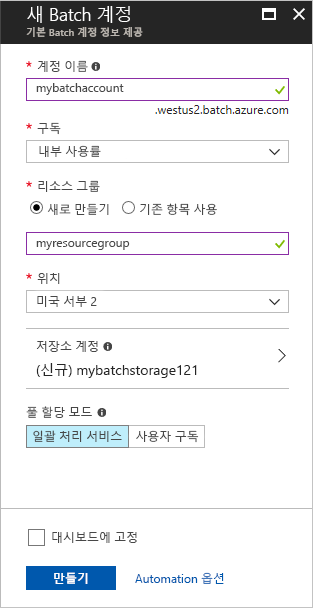 새 Batch 계정
기본 Batch 계정 정보 제공
* 계정 이름
mybatchaccount
.westus2.batch.azure.com
* 구독
내부 사용률
* 리소스 그룹
새로 만들기 기존 항목 사용
myresourcegroup
* 위치
미국 서부 2
저장소 계정
(신규) mybatchstorage121
풀 할당 모드
일괄 처리 서비스 사용자 구독
대시보드에 고정
만들기 Automation 옵션